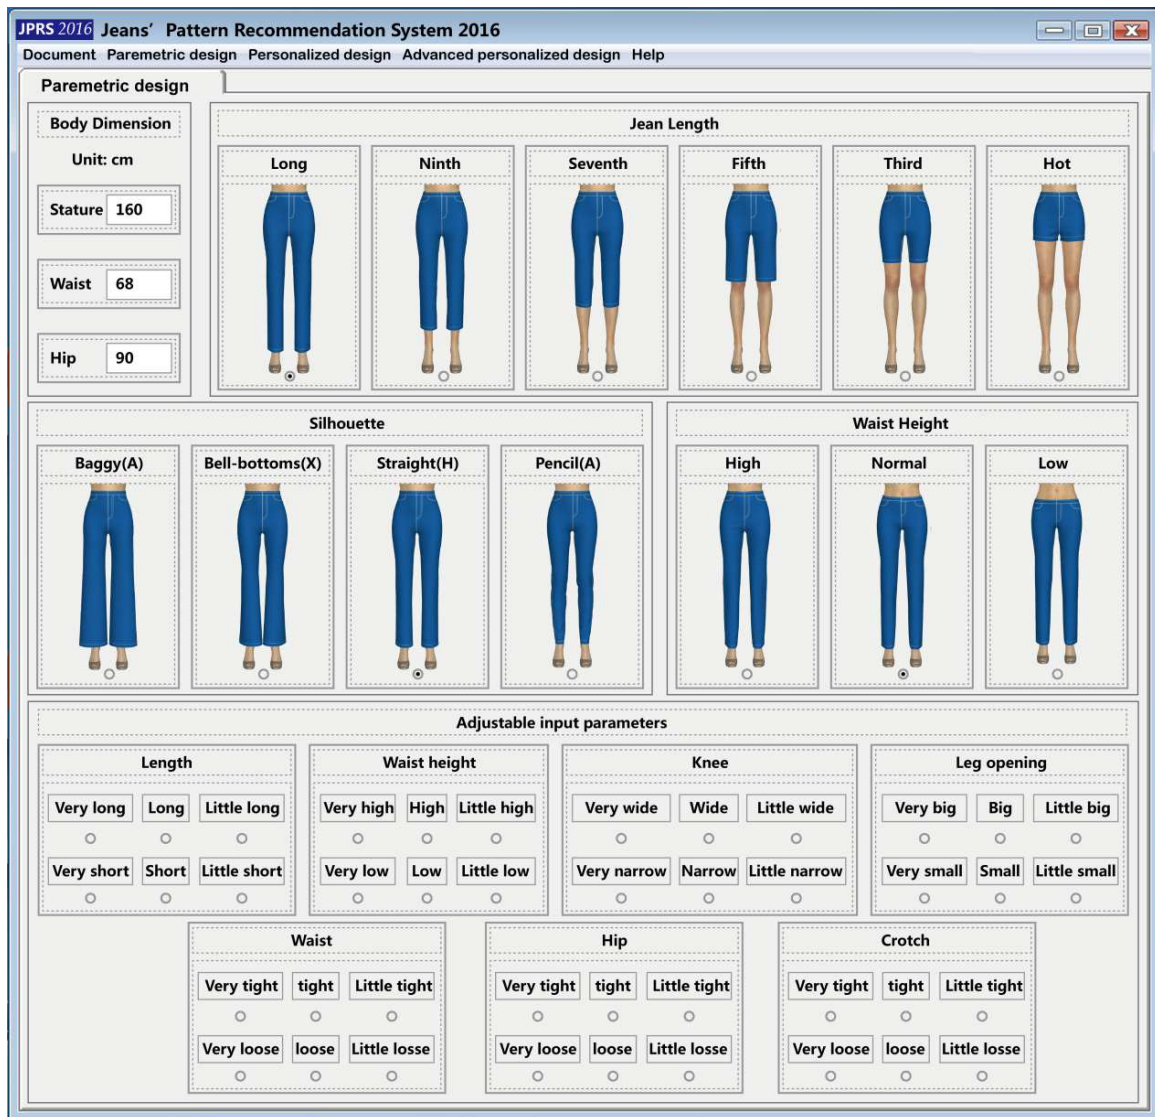 JPRS 2016 Jeans' Pattern Recommendation System 2016
Document Paremetric design Personalized design Advanced personalized design Help
Paremetric design
Body Dimension
Unit: cm
Stature 160
Waist 68
Hip 90
Jean Length
Long Ninth Seventh Fifth Third Hot
Silhouette
Baggy(A) Bell-bottoms(X) Straight(H) Pencil(A)
Waist Height
High Normal Low
Adjustable input parameters
Length
Very long Long Little long
Very short Short Little short
Waist height
Very high High Little high
Very low Low Little low
Knee
Very wide Wide Little wide
Very narrow Narrow Little narrow
Leg opening
Very big Big Little big
Very small Small Little small
Waist
Very tight tight Little tight
Very loose loose Little losse
Hip
Very tight tight Little tight
Very loose loose Little losse
Crotch
Very tight tight Little tight
Very loose loose Little losse